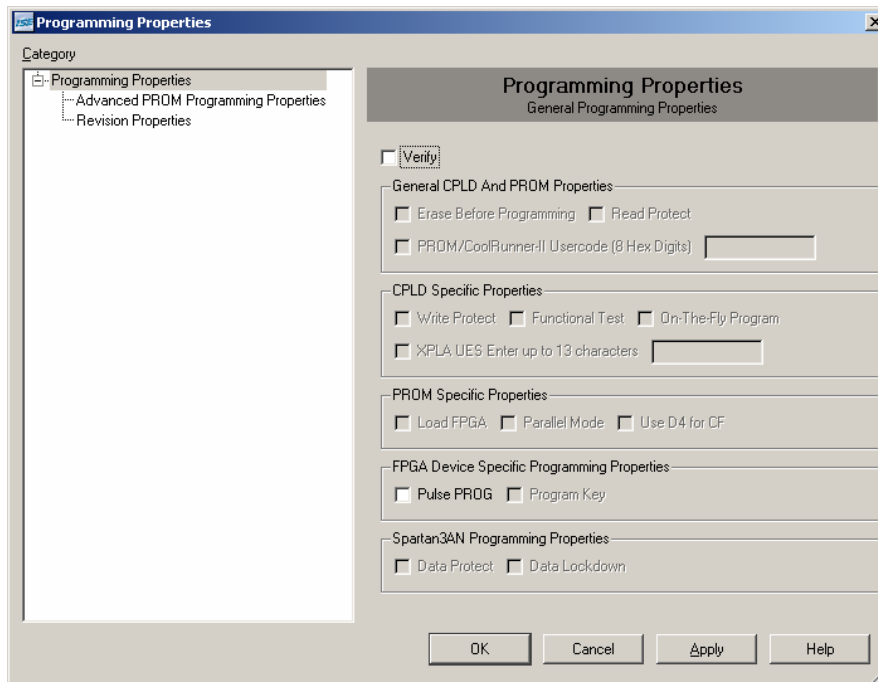 ISE Programming Properties
Category
Programming Properties
Advanced PROM Programming Properties
Revision Properties
Programming Properties
General Programming Properties
Verify
General CPLD And PROM Properties
Erase Before Programming Read Protect
PROM/CoolRunner-II Usercode (8 Hex Digits)
CPLD Specific Properties
Write Protect Functional Test On-The-Fly Program
XPLA UES Enter up to 13 characters
PROM Specific Properties
Load FPGA Parallel Mode Use D4 for CF
FPGA Device Specific Programming Properties
Pulse PROG Program Key
Spartan3AN Programming Properties
Data Protect Data Lockdown
OK Cancel Apply Help